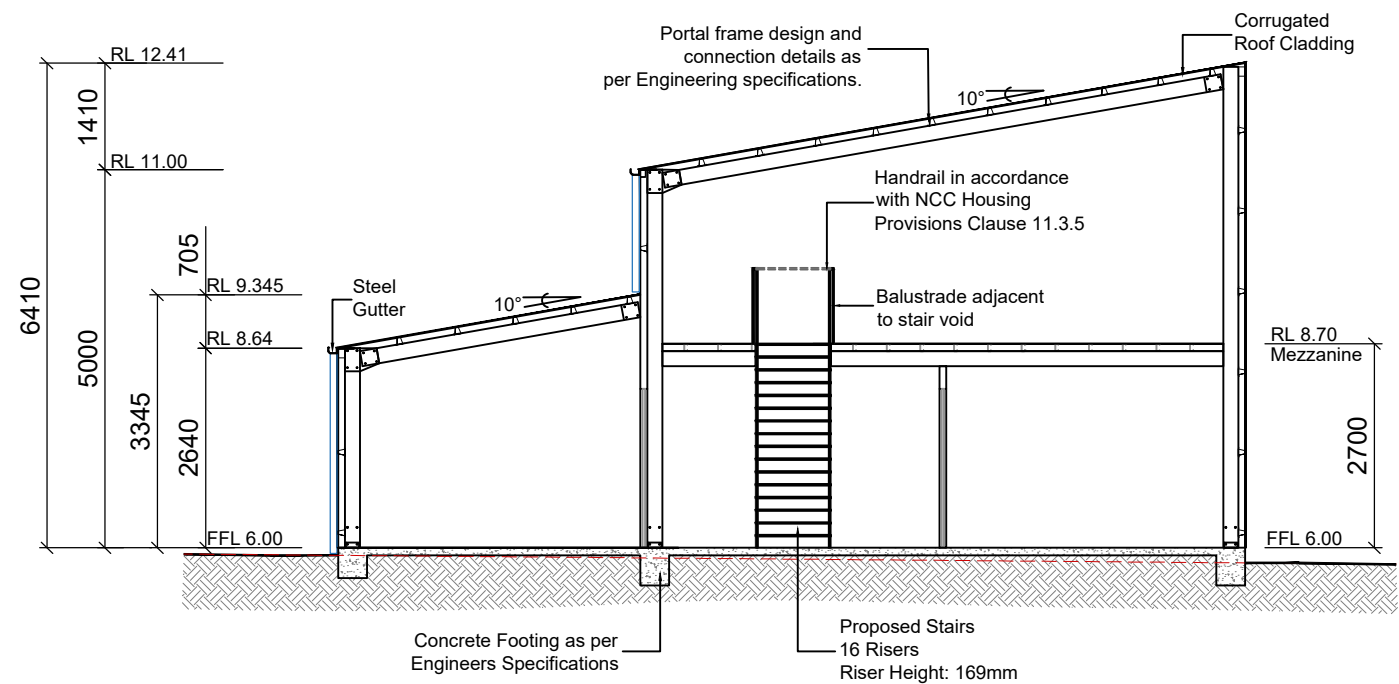 RL 12.41
RL 11.00
RL 9.345
RL 8.64
FFL 6.00
6410
1410
5000
3345
705
2640
Steel
Gutter
10°
Portal frame design and
connection details as
per Engineering specifications.
10°
Corrugated
Roof Cladding
Handrail in accordance
with NCC Housing
Provisions Clause 11.3.5
Balustrade adjacent
to stair void
RL 8.70
Mezzanine
2700
FFL 6.00
Concrete Footing as per
Engineers Specifications
Proposed Stairs
16 Risers
Riser Height: 169mm